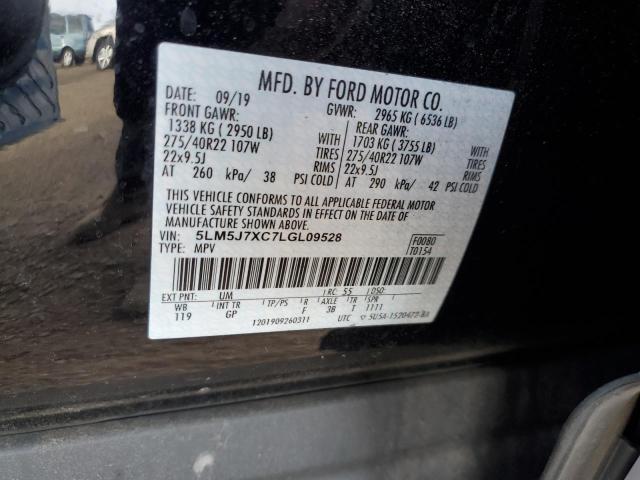 MFD. BY FORD MOTOR CO.
DATE: 09/19 GVWR: 2965 KG ( 6536 LB)
FRONT GAWR: REAR GAWR:
1338 KG ( 2950 LB) WITH 1703 KG ( 3755 LB) WITH
275/40R22 107W TIRES 275/40R22 107W TIRES
22x9.5J RIMS 22x9.5J RIMS
AT 260 kPa/ 38 PSI COLD AT 290 kPa/ 42 PSI COLD
THIS VEHICLE CONFORMS TO ALL APPLICABLE FEDERAL MOTOR
VEHICLE SAFETY STANDARDS IN EFFECT ON THE DATE OF
MANUFACTURE SHOWN ABOVE.
VIN: 5LM5J7XC7LGL09528 F0080
TYPE: MPV T0154
EXT PNT: UM RC: 55 DSO:
WB INT TR TP/PS R AXLE TR SPR
119 GP F 3B T 1111
1201909260311 UTC 5U5A-1520472-BA